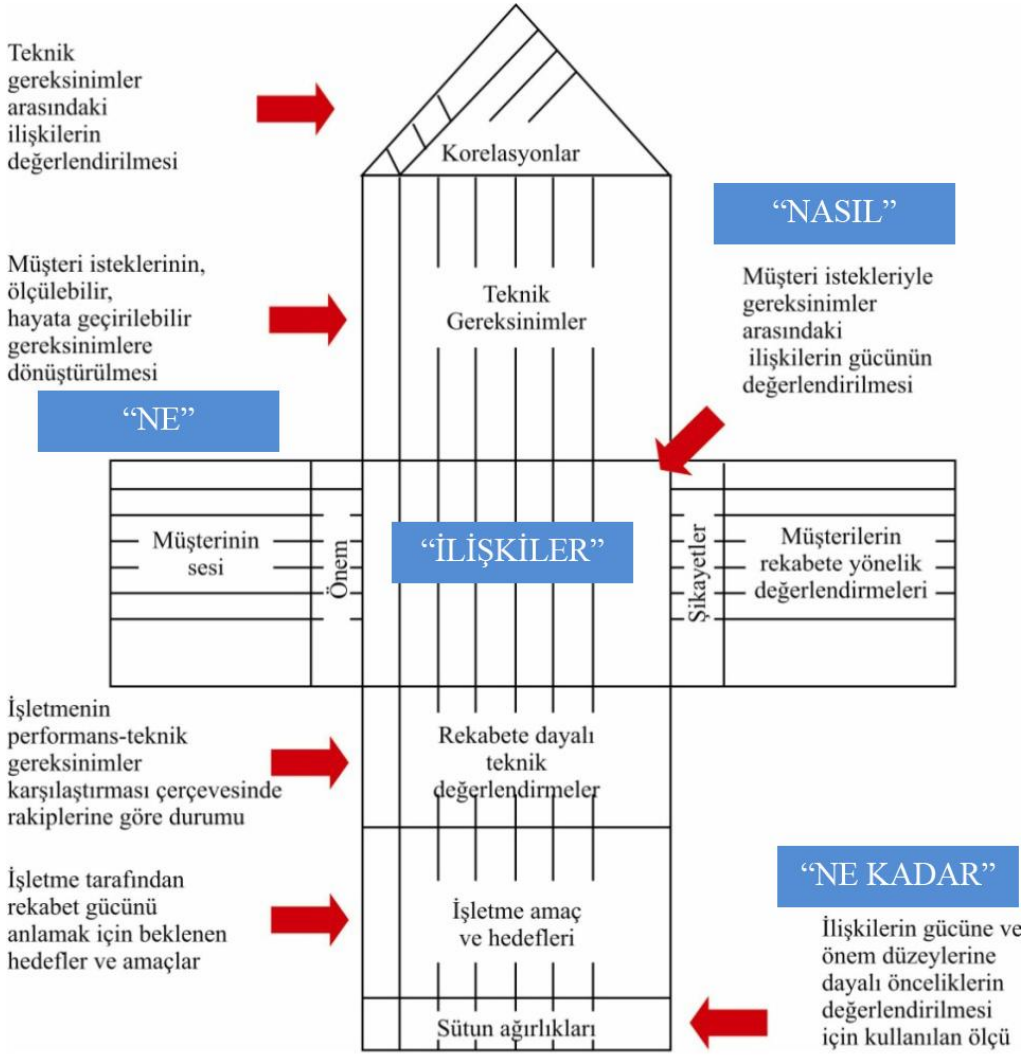 Teknik
gereksinimler
arasındaki
ilişkilerin
değerlendirilmesi
Korelasyonlar
“NASIL”
Müşteri isteklerinin,
ölçülebilir,
hayata geçirilebilir
gereksinimlere
dönüştürülmesi
Teknik
Gereksinimler
Müşteri istekleriyle
gereksinimler
arasındaki
ilişkilerin gücünün
değerlendirilmesi
“NE”
Müşterinin
sesi
Önem
“İLİŞKİLER”
Şikayetler
Müşterilerin
rekabete yönelik
değerlendirmeleri
İşletmenin
performans-teknik
gereksinimler
karşılaştırması çerçevesinde
rakiplerine göre durumu
Rekabete dayalı
teknik
değerlendirmeler
“NE KADAR”
İşletme tarafından
rekabet gücünü
anlamak için beklenen
hedefler ve amaçlar
İşletme amaç
ve hedefleri
İlişkilerin gücüne ve
önem düzeylerine
dayalı önceliklerin
değerlendirilmesi
için kullanılan ölçü
Sütun ağırlıkları